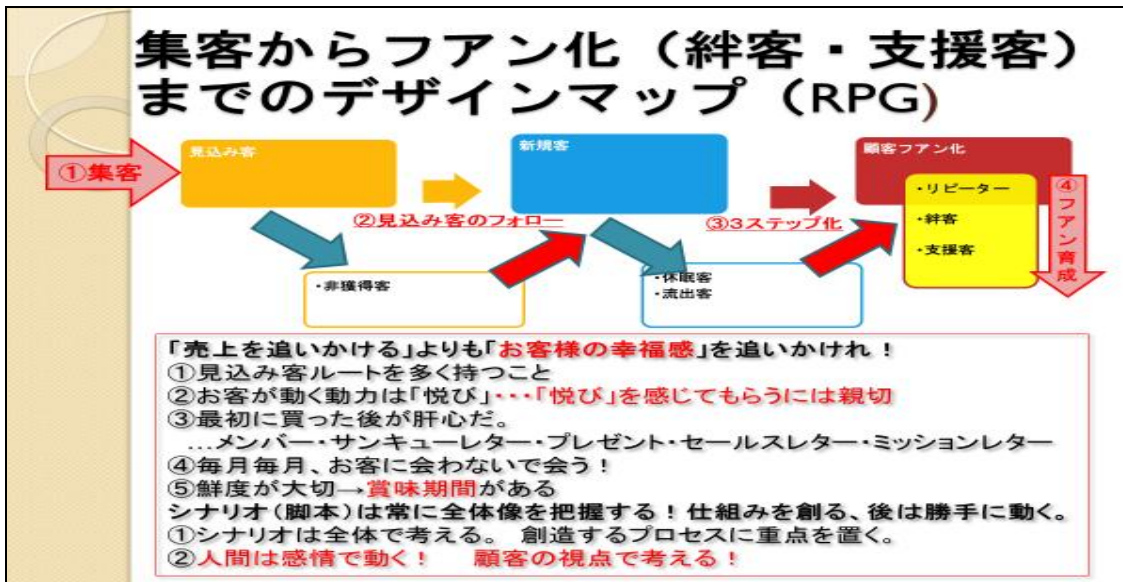 集客からフアン化（絆客・支援客）
までのデザインマップ（RPG)
①集客
見込み客
新規客
顧客フアン化
・リピーター
・絆客
・支援客
④フアン育成
②見込み客のフォロー
③3ステップ化
・非獲得客
・休眠客
・流出客
「売上を追いかける」よりも「お客様の幸福感」を追いかけれ！
①見込み客ルートを多く持つこと
②お客が動く動力は「悦び」･･･「悦び」を感じてもらうには親切
③最初に買った後が肝心だ。
…メンバー・サンキューレター・プレゼント・セールスレター・ミッションレター
④毎月毎月、お客に会わないで会う！
⑤鮮度が大切→賞味期間がある
シナリオ（脚本）は常に全体像を把握する！仕組みを創る、後は勝手に動く。
①シナリオは全体で考える。 創造するプロセスに重点を置く。
②人間は感情で動く！ 顧客の視点で考える！